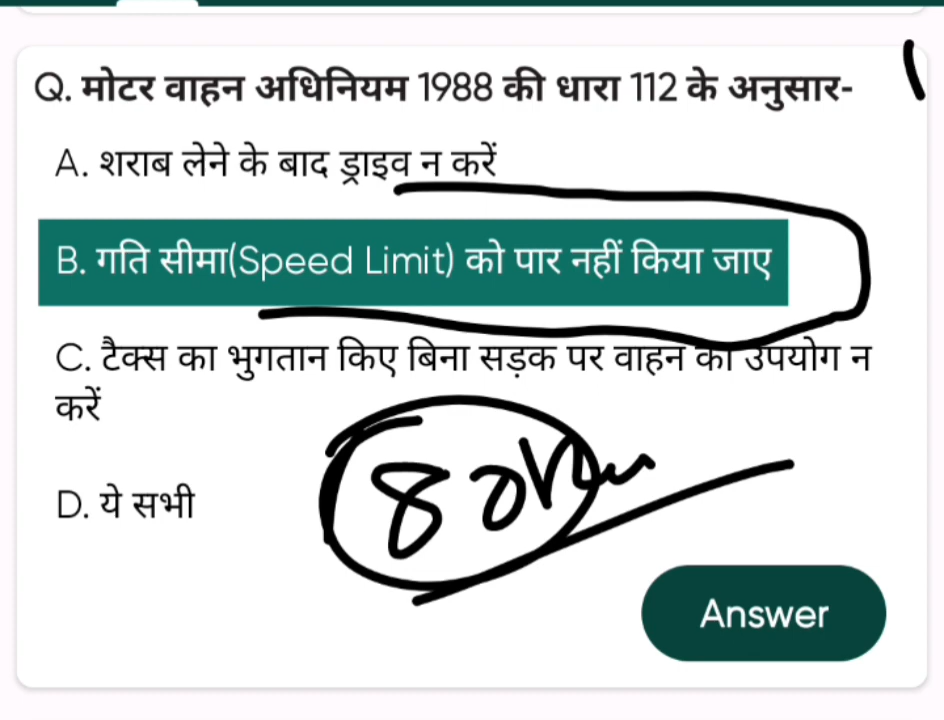 Q. मोटर वाहन अधिनियम 1988 की धारा 112 के अनुसार-
A. शराब लेने के बाद ड्राइव न करें
B. गति सीमा(Speed Limit) को पार नहीं किया जाए
C. टैक्स का भुगतान किए बिना सड़क पर वाहन का उपयोग न
करें
80km
D. ये सभी
Answer